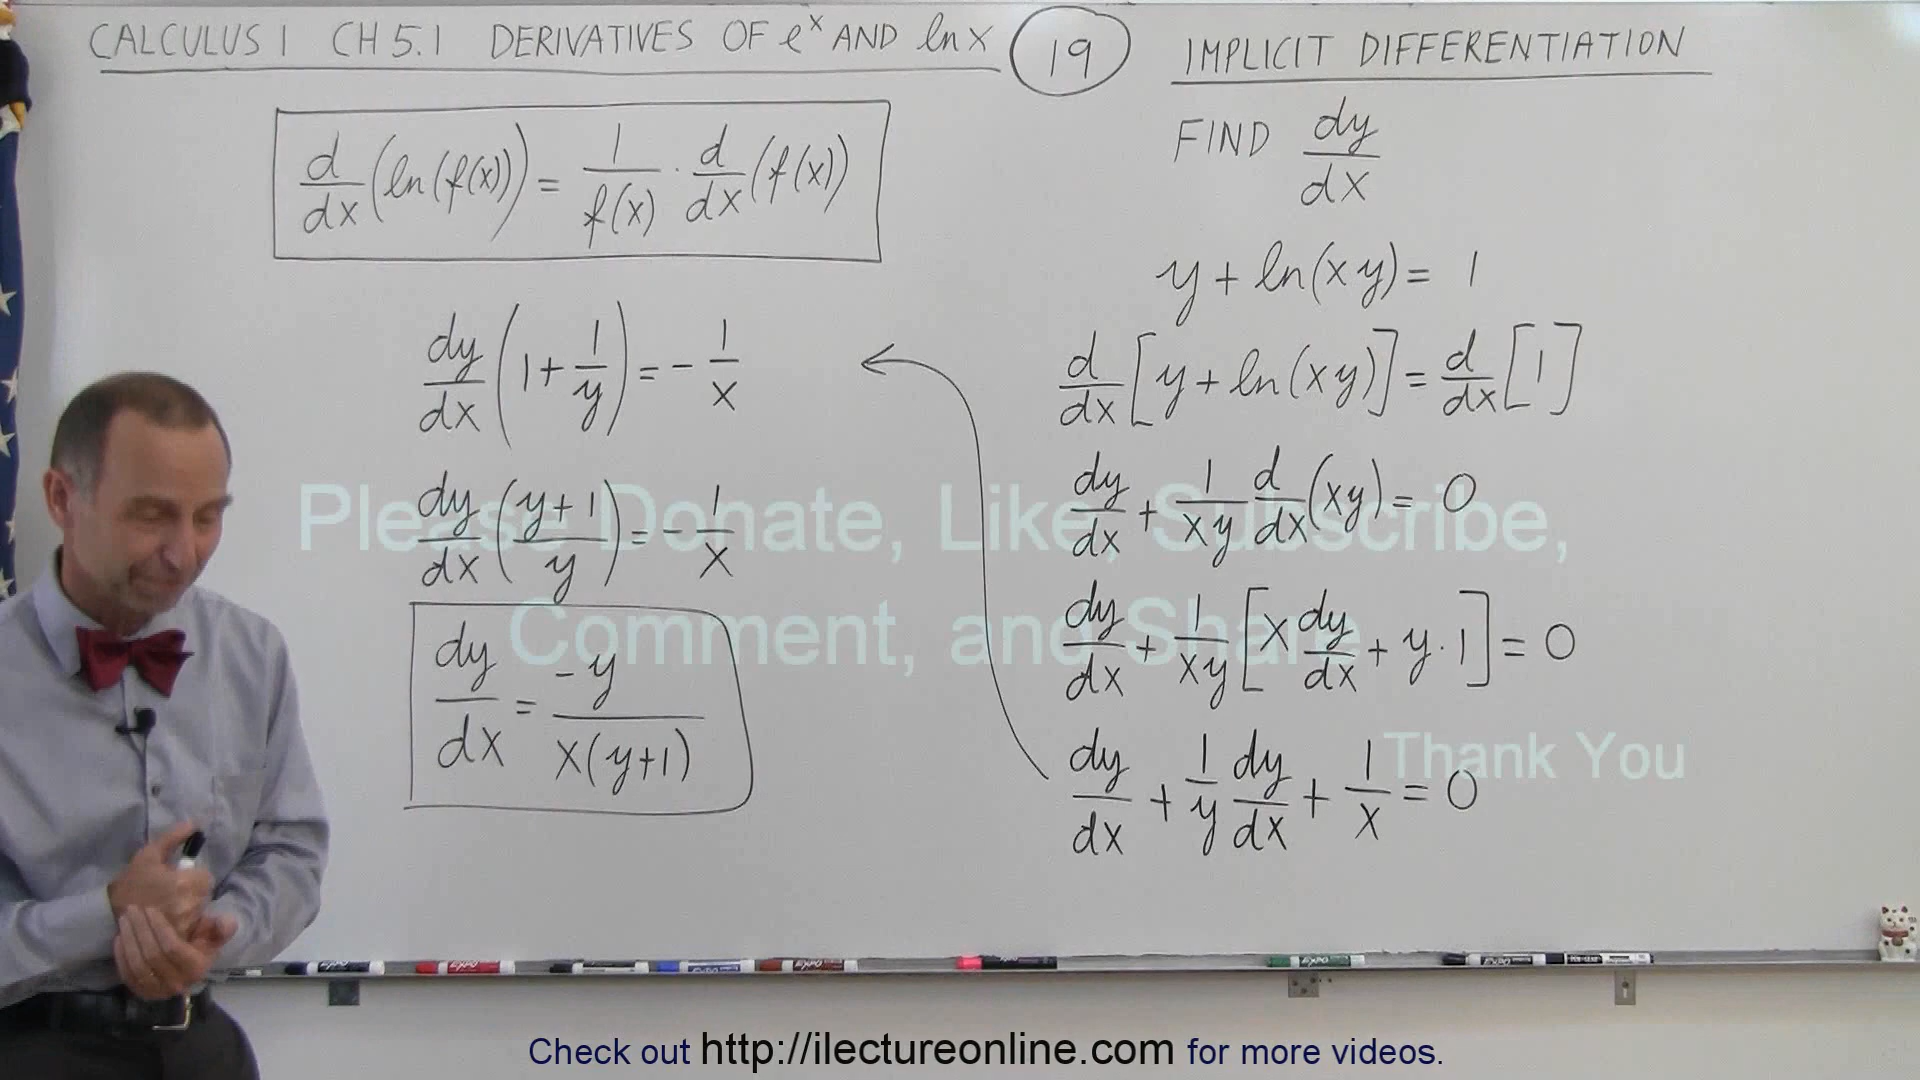 CALCULUS 1 CH 5.1 DERIVATIVES OF e^x AND ln x
19
IMPLICIT DIFFERENTIATION
d/dx (ln(f(x))) = 1/f(x) · d/dx (f(x))
dy/dx (1 + 1/y) = - 1/x
dy/dx ((y+1)/y) = - 1/x
dy/dx = -y/(x(y+1))
FIND dy/dx
y + ln(xy) = 1
d/dx [y + ln(xy)] = d/dx [1]
dy/dx + 1/(xy) d/dx (xy) = 0
dy/dx + 1/(xy) [x dy/dx + y · 1] = 0
dy/dx + 1/y dy/dx + 1/x = 0
Please Donate, Like, Subscribe,
Comment, and Share
Thank You
Check out http://ilectureonline.com for more videos.